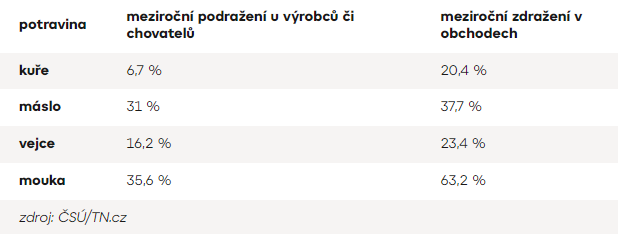 potravina meziroční podražení u výrobců či chovatelů meziroční zdražení v obchodech
kuře 6,7 % 20,4 %
máslo 31 % 37,7 %
vejce 16,2 % 23,4 %
mouka 35,6 % 63,2 %
zdroj: ČSÚ/TN.cz